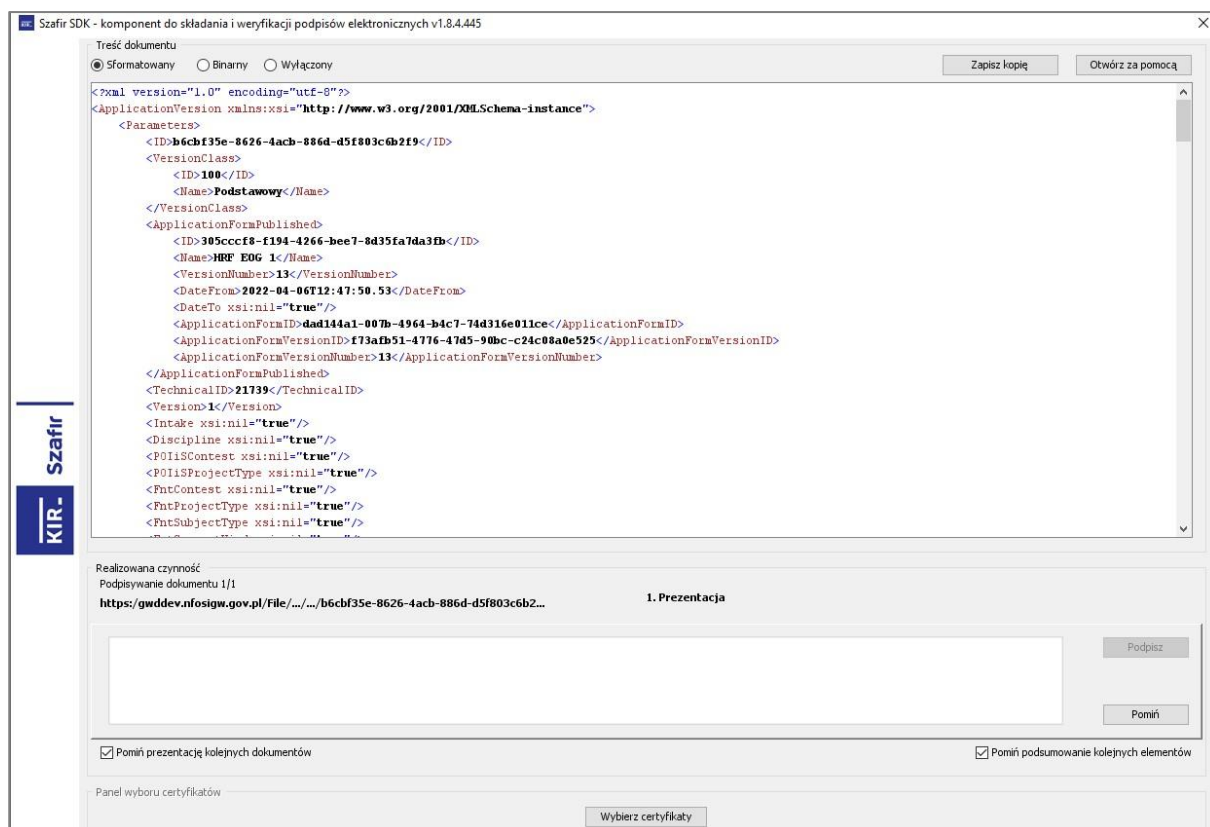 Szafir SDK - komponent do składania i weryfikacji podpisów elektronicznych v1.8.4.445
Treść dokumentu
Sformatowany Binarny Wyłączony Zapisz kopię Otwórz za pomocą
<?xml version="1.0" encoding="utf-8"?>
<ApplicationVersion xmlns:xsi="http://www.w3.org/2001/XMLSchema-instance">
<Parameters>
<ID>b6cbf35e-8626-4acb-886d-d5f803c6b2f9</ID>
<VersionClass>
<ID>100</ID>
<Name>Podstawowy</Name>
</VersionClass>
<ApplicationFormPublished>
<ID>305cccf8-f194-4266-bee7-8d35fa7da3fb</ID>
<Name>HRF EOG 1</Name>
<VersionNumber>13</VersionNumber>
<DateFrom>2022-04-06T12:47:50.53</DateFrom>
<DateTo xsi:nil="true"/>
<ApplicationFormID>dad144a1-007b-4964-b4c7-74d316e011ce</ApplicationFormID>
<ApplicationFormVersionID>f73afb51-4776-47d5-90bc-c24c08a0e525</ApplicationFormVersionID>
<ApplicationFormVersionNumber>13</ApplicationFormVersionNumber>
</ApplicationFormPublished>
<TechnicalID>21739</TechnicalID>
<Version>1</Version>
<Intake xsi:nil="true"/>
<Discipline xsi:nil="true"/>
<POIiSContest xsi:nil="true"/>
<POIiSProjectType xsi:nil="true"/>
<FntContest xsi:nil="true"/>
<FntProjectType xsi:nil="true"/>
<FntSubjectType xsi:nil="true"/>
KIR. Szafir
Realizowana czynność
Podpisywanie dokumentu 1/1
https:/gwddev.nfosigw.gov.pl/File/.../.../b6cbf35e-8626-4acb-886d-d5f803c6b2... 1. Prezentacja
Podpisz
Pomiń
Pomiń prezentację kolejnych dokumentów Pomiń podsumowanie kolejnych elementów
Panel wyboru certyfikatów
Wybierz certyfikaty